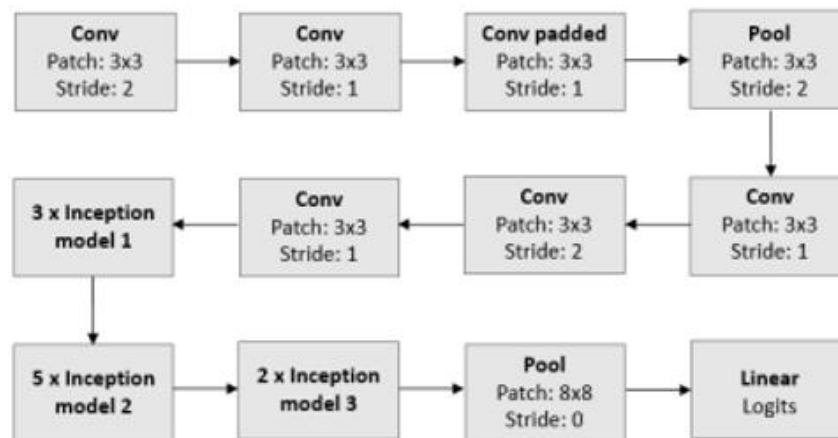 Conv
Patch: 3x3
Stride: 2
Conv
Patch: 3x3
Stride: 1
Conv padded
Patch: 3x3
Stride: 1
Pool
Patch: 3x3
Stride: 2
Conv
Patch: 3x3
Stride: 1
Conv
Patch: 3x3
Stride: 2
Conv
Patch: 3x3
Stride: 1
3 x Inception
model 1
5 x Inception
model 2
2 x Inception
model 3
Pool
Patch: 8x8
Stride: 0
Linear
Logits